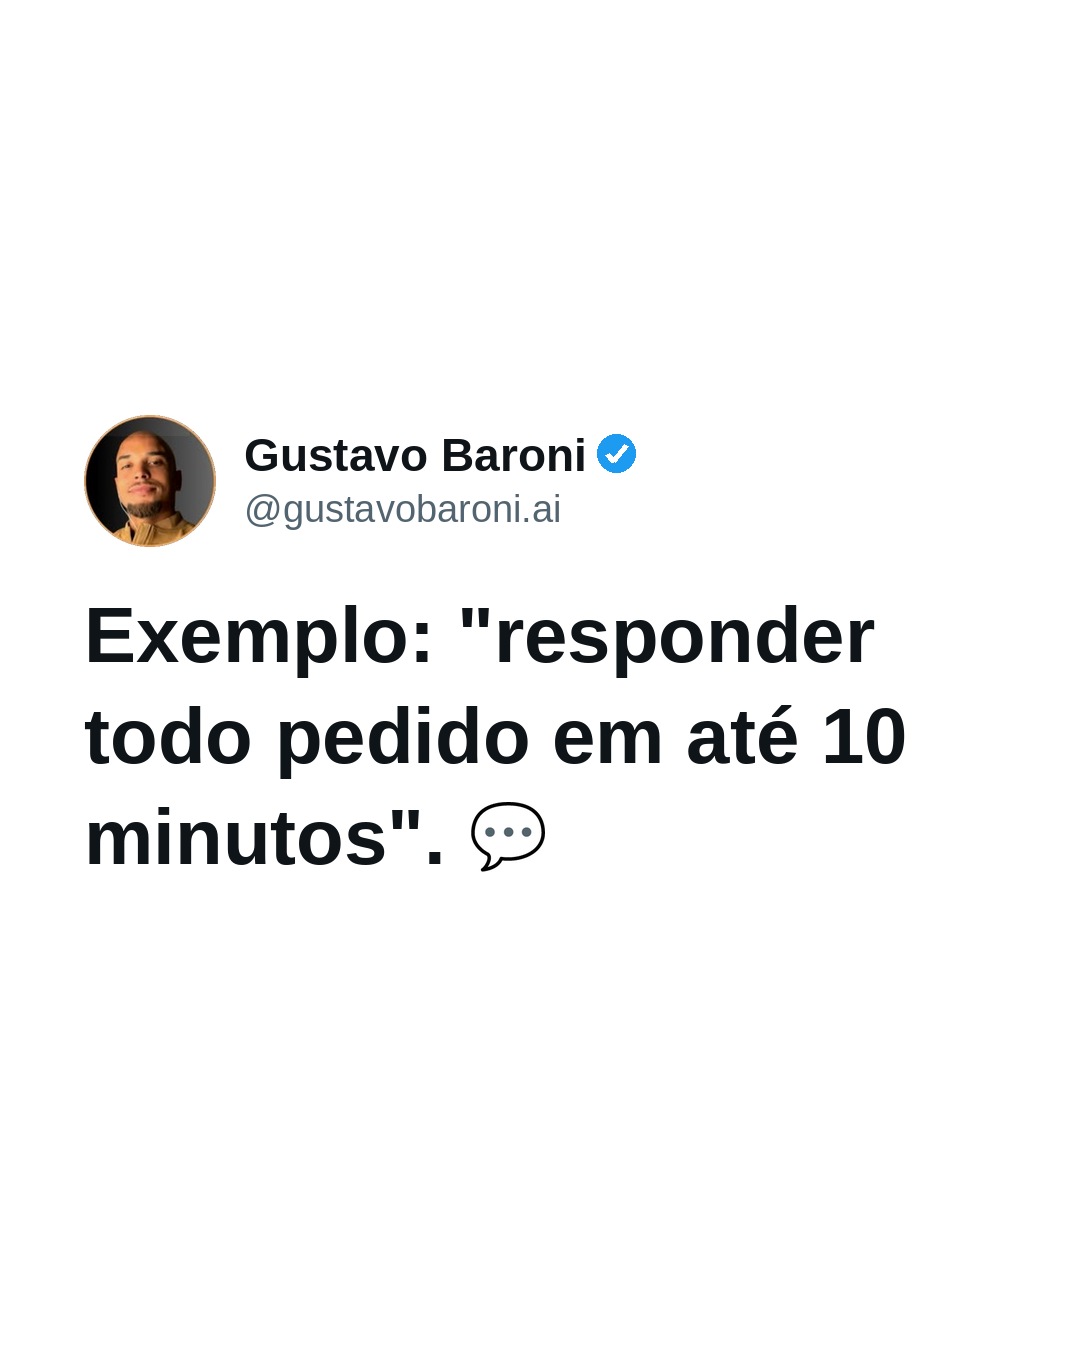 Gustavo Baroni
@gustavobaroni.ai
Exemplo: "responder
todo pedido em até 10
minutos". 💬